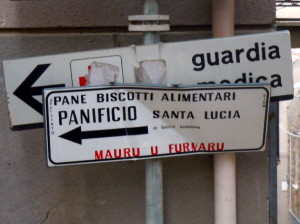 guardia
medica
PANE BISCOTTI ALIMENTARI
PANIFICIO SANTA LUCIA
MAURU U FURNARU